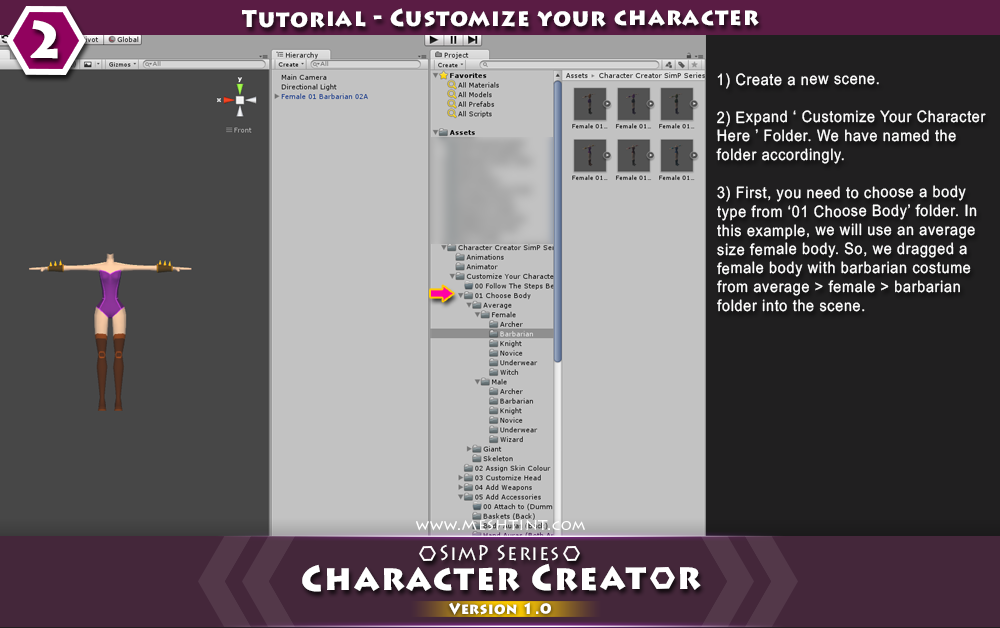 2
Tutorial - Customize your character
ivot
Global
Gizmos
All
Front
y
x
Hierarchy
Create
All
Main Camera
Directional Light
Female 01 Barbarian 02A
Project
Create
Favorites
All Materials
All Models
All Prefabs
All Scripts
Assets
Character Creator SimP Ser
Animations
Animator
Customize Your Characte
00 Follow The Steps Be
01 Choose Body
Average
Female
Archer
Barbarian
Knight
Novice
Underwear
Witch
Male
Archer
Barbarian
Knight
Novice
Underwear
Wizard
Giant
Skeleton
02 Assign Skin Colour
03 Customize Head
04 Add Weapons
05 Add Accessories
00 Attach to (Dumm
Baskets (Back)
Assets
Character Creator SimP Series
Female 01..
Female 01..
Female 01..
Female 01..
Female 01..
Female 01..
1) Create a new scene.
2) Expand ‘ Customize Your Character
Here ’ Folder. We have named the
folder accordingly.
3) First, you need to choose a body
type from ‘01 Choose Body’ folder. In
this example, we will use an average
size female body. So, we dragged a
female body with barbarian costume
from average > female > barbarian
folder into the scene.
www.meshtint.com
SimP Series
Character Creator
Version 1.0